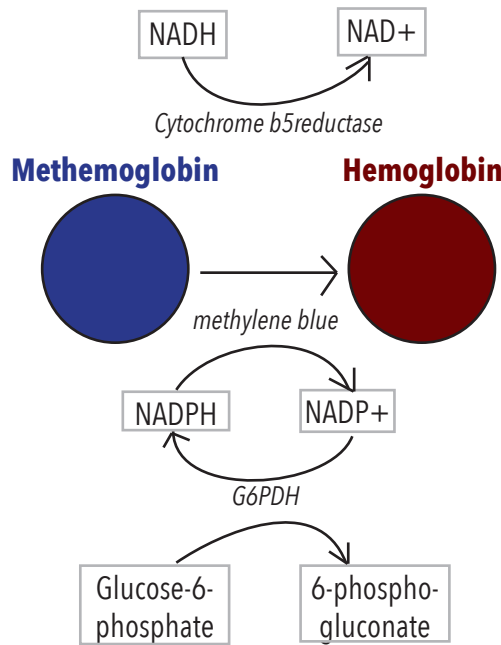 NADH
NAD+
Cytochrome b5reductase
Methemoglobin
Hemoglobin
methylene blue
NADPH
NADP+
G6PDH
Glucose-6-
phosphate
6-phospho-
gluconate